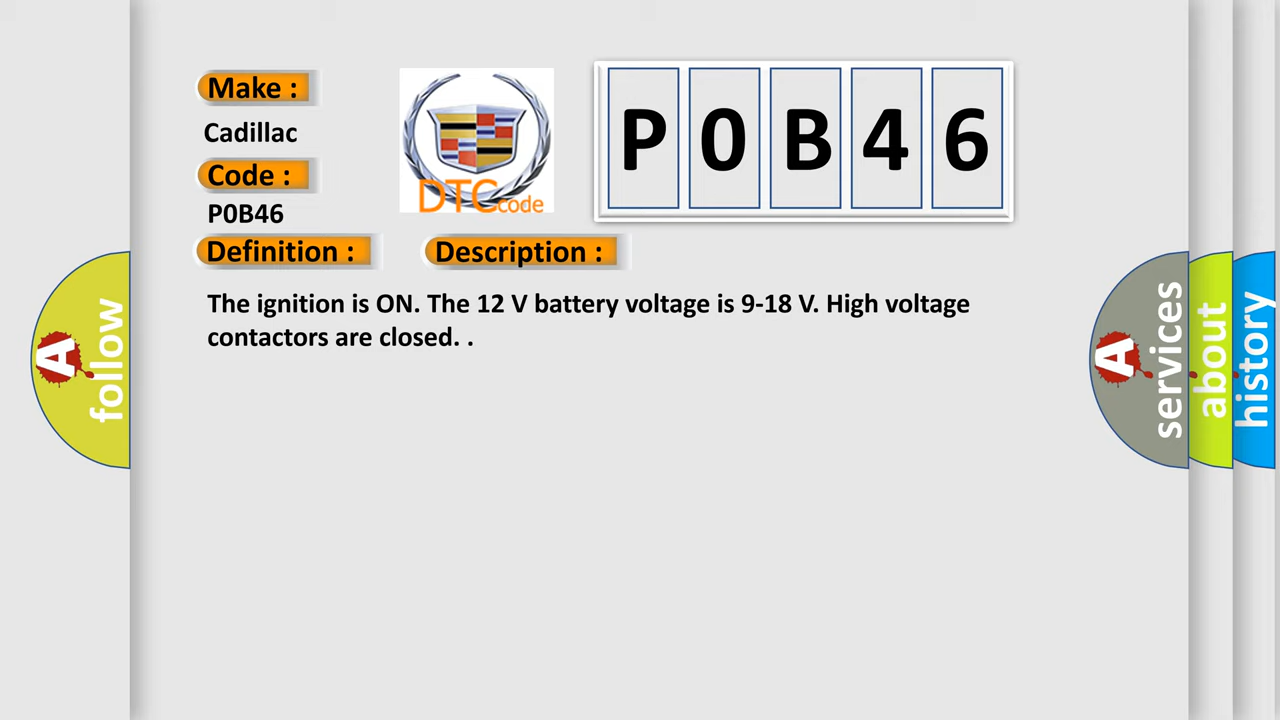 Make :
Cadillac
Code :
P0B46
Definition :
Description :
The ignition is ON. The 12 V battery voltage is 9-18 V. High voltage
contactors are closed. .
DTCcode
P 0 B 4 6
A follow
A services
about
history